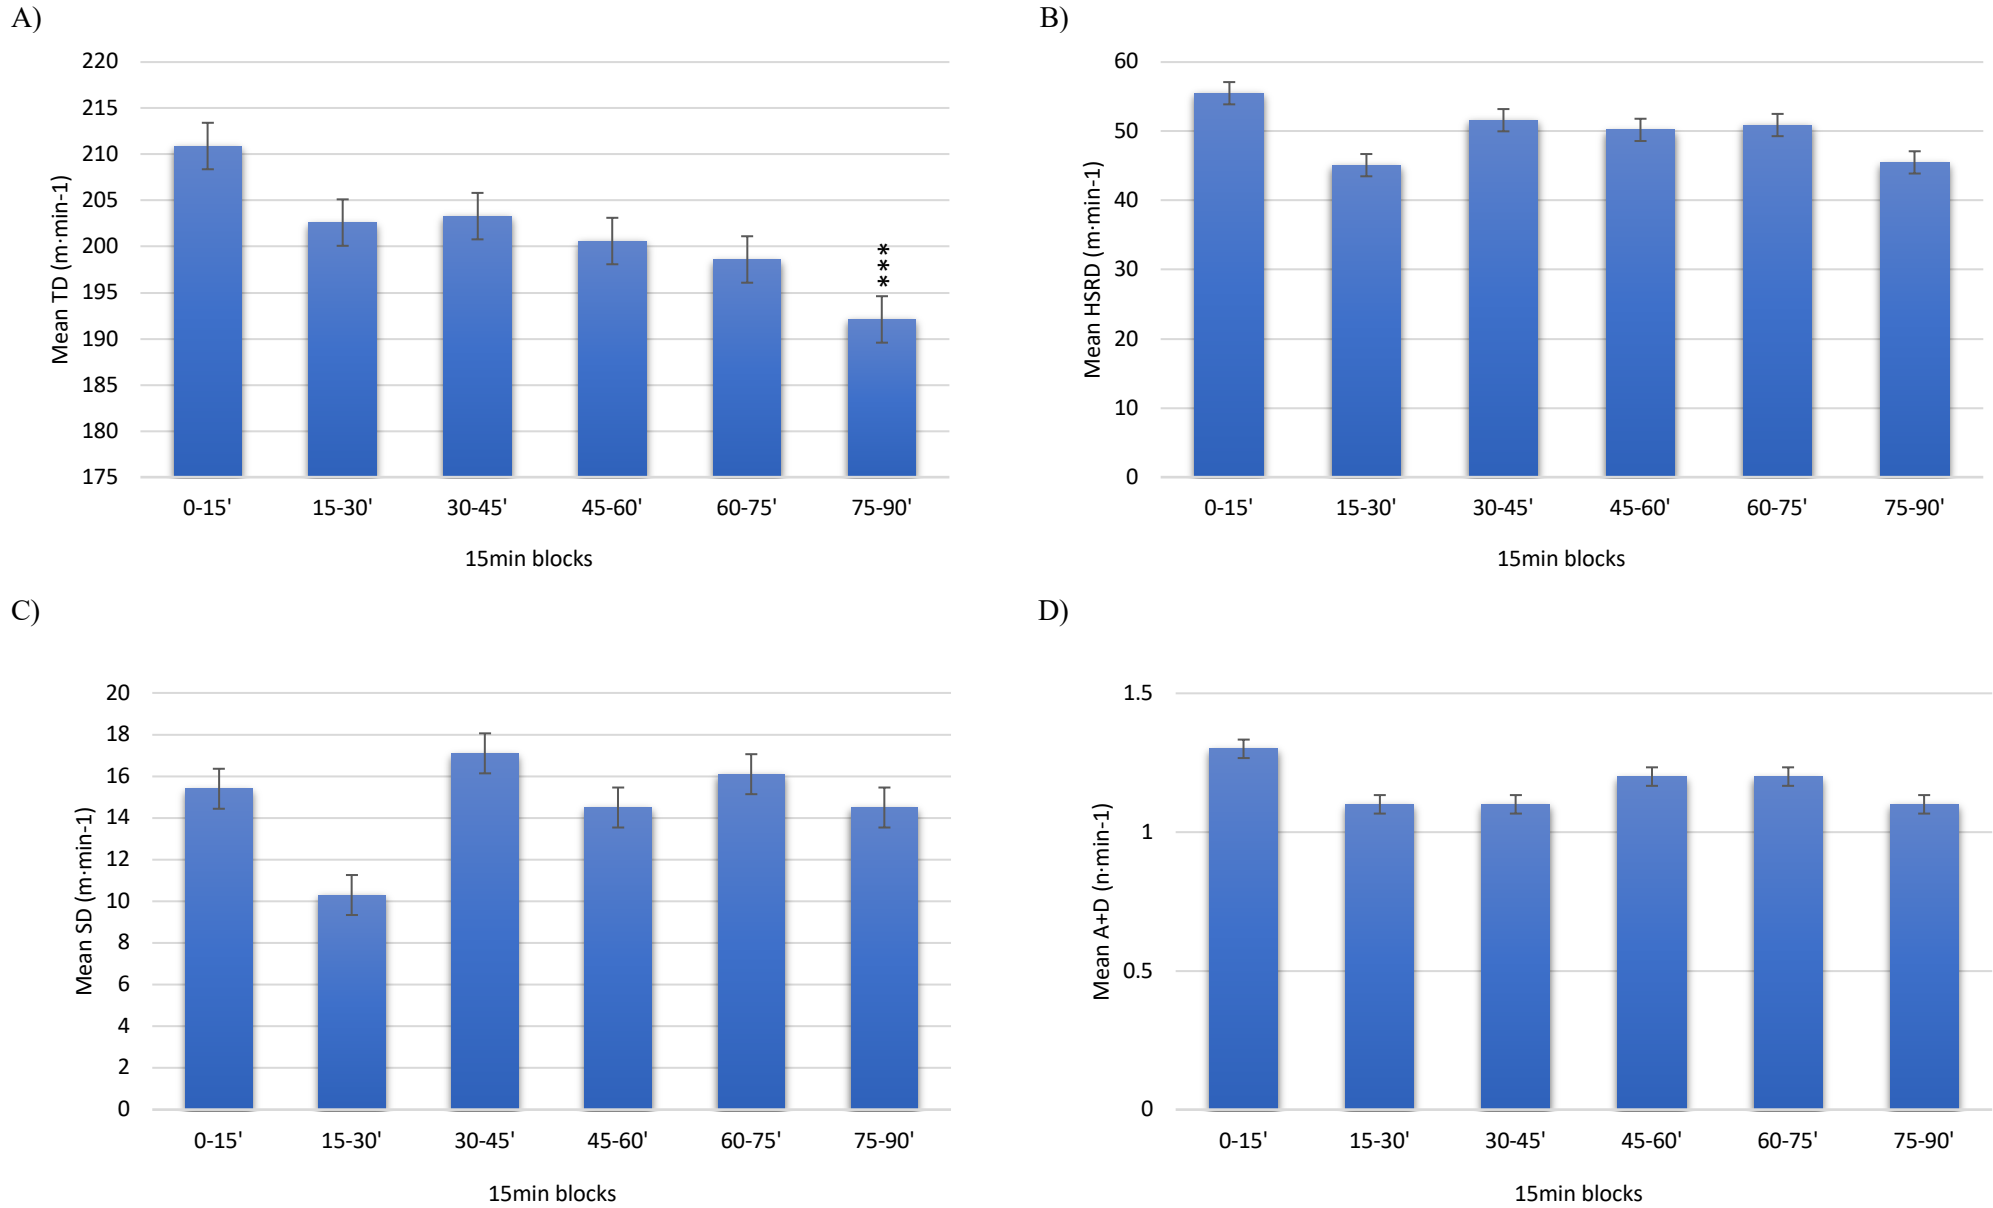 A)
Mean TD (m·min-1)
220
215
210
205
200
195
190
185
180
175
***
0-15' 15-30' 30-45' 45-60' 60-75' 75-90'
15min blocks
B)
Mean HSRD (m·min-1)
60
50
40
30
20
10
0
0-15' 15-30' 30-45' 45-60' 60-75' 75-90'
15min blocks
C)
Mean SD (m·min-1)
20
18
16
14
12
10
8
6
4
2
0
0-15' 15-30' 30-45' 45-60' 60-75' 75-90'
15min blocks
D)
Mean A+D (n·min-1)
1.5
1
0.5
0
0-15' 15-30' 30-45' 45-60' 60-75' 75-90'
15min blocks